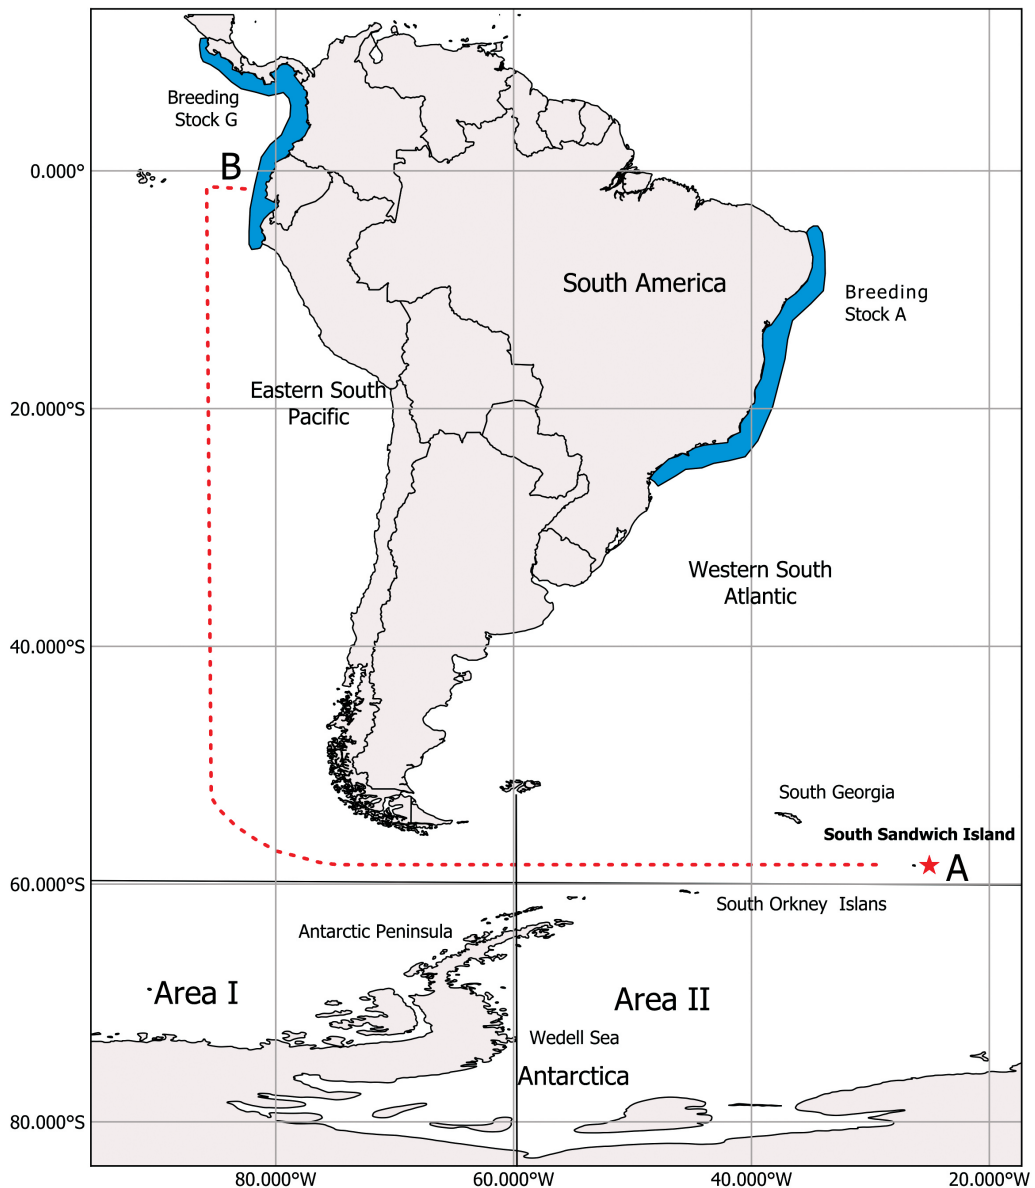 Breeding
Stock G
B
0.000°
South America
Breeding
Stock A
Eastern South
Pacific
20.000°S
Western South
Atlantic
40.000°S
South Georgia
South Sandwich Island
A
60.000°S
South Orkney Islans
Antarctic Peninsula
Area I
Area II
Wedell Sea
Antarctica
80.000°S
80.000°W
60.000°W
40.000°W
20.000°W